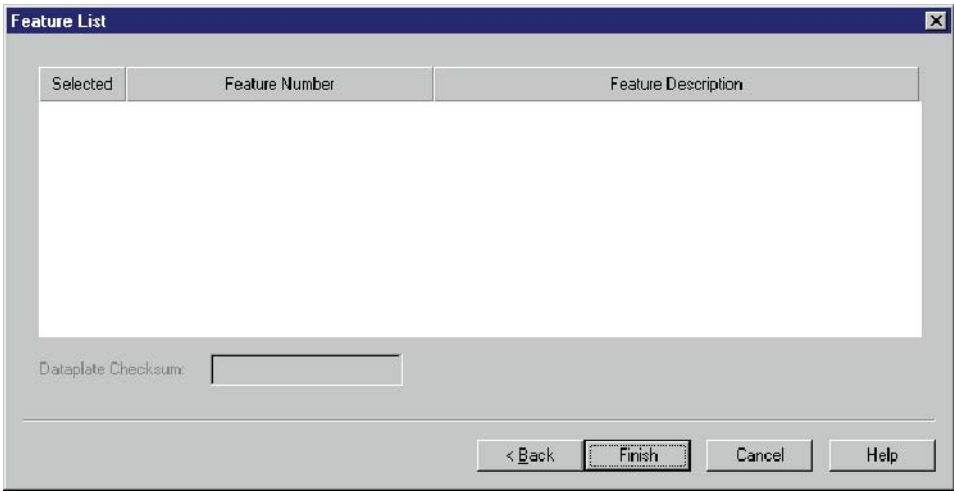 Feature List
Selected Feature Number Feature Description
Dataplate Checksum:
< Back Finish Cancel Help